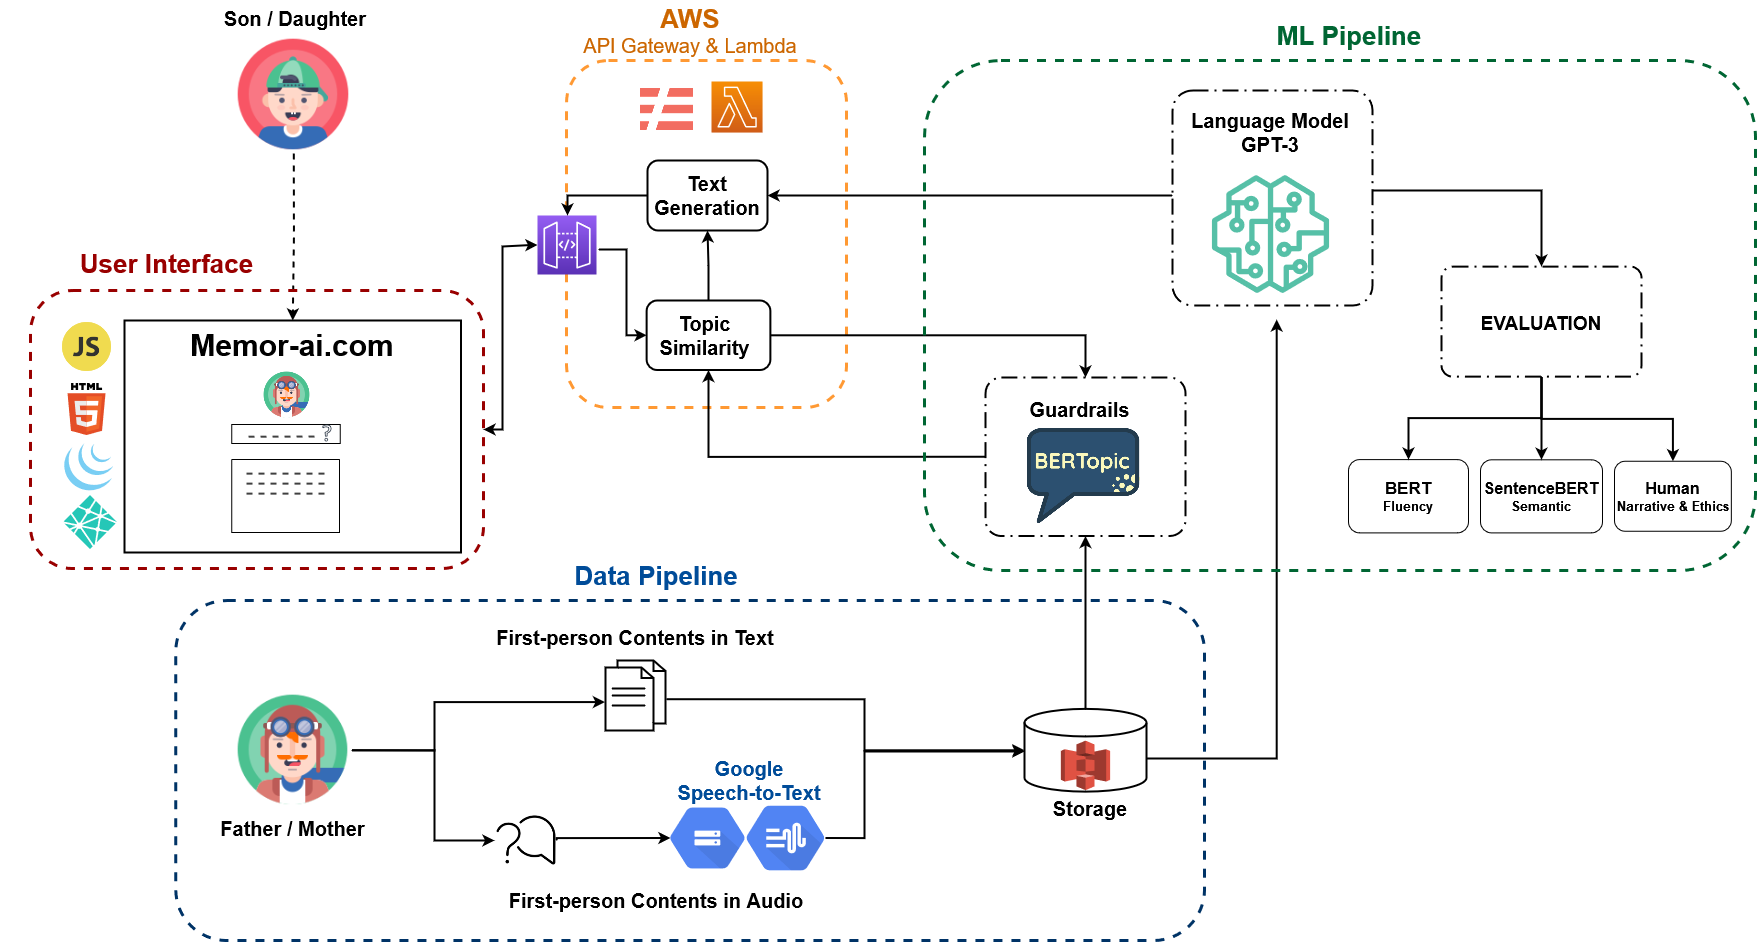 Son / Daughter
AWS
API Gateway & Lambda
ML Pipeline
Language Model
GPT-3
Text
Generation
</>
User Interface
JS
HTML
5
Memor-ai.com
?
Topic
Similarity
EVALUATION
Guardrails
BERTopic
BERT
Fluency
SentenceBERT
Semantic
Human
Narrative & Ethics
Data Pipeline
First-person Contents in Text
Google
Speech-to-Text
Storage
Father / Mother
?
First-person Contents in Audio